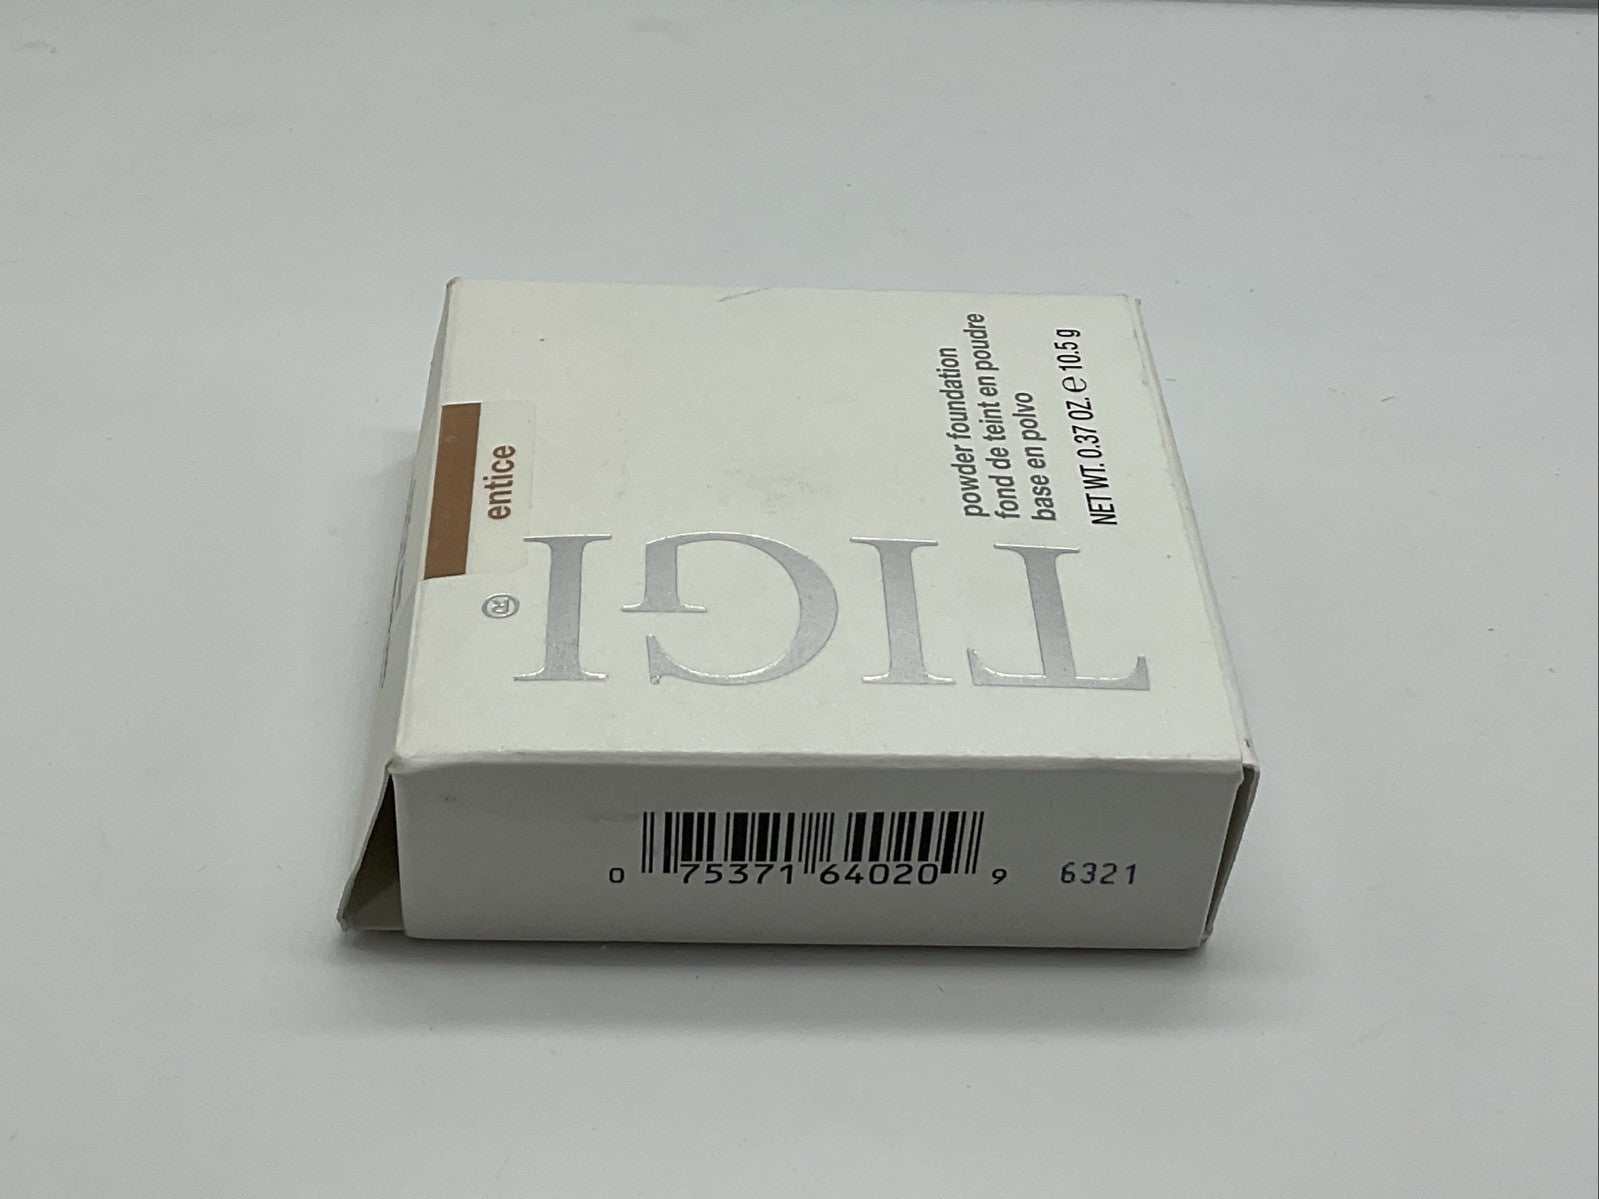 entice
TIGI®
powder foundation
fond de teint en poudre
base en polvo
NET WT. 0.37 OZ. ℮ 10.5 g
0 75371 64020 9
6321